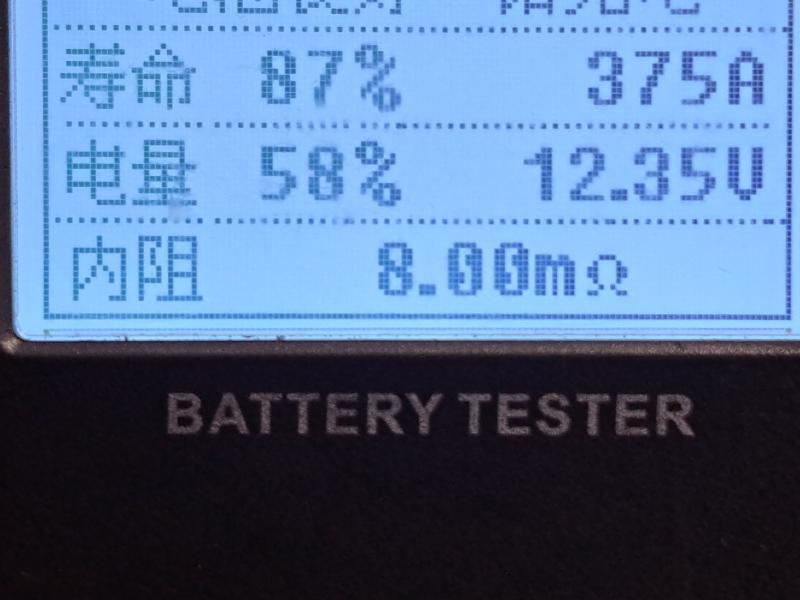 寿命 87% 375A
电量 58% 12.35V
内阻 8.00mΩ
BATTERY TESTER